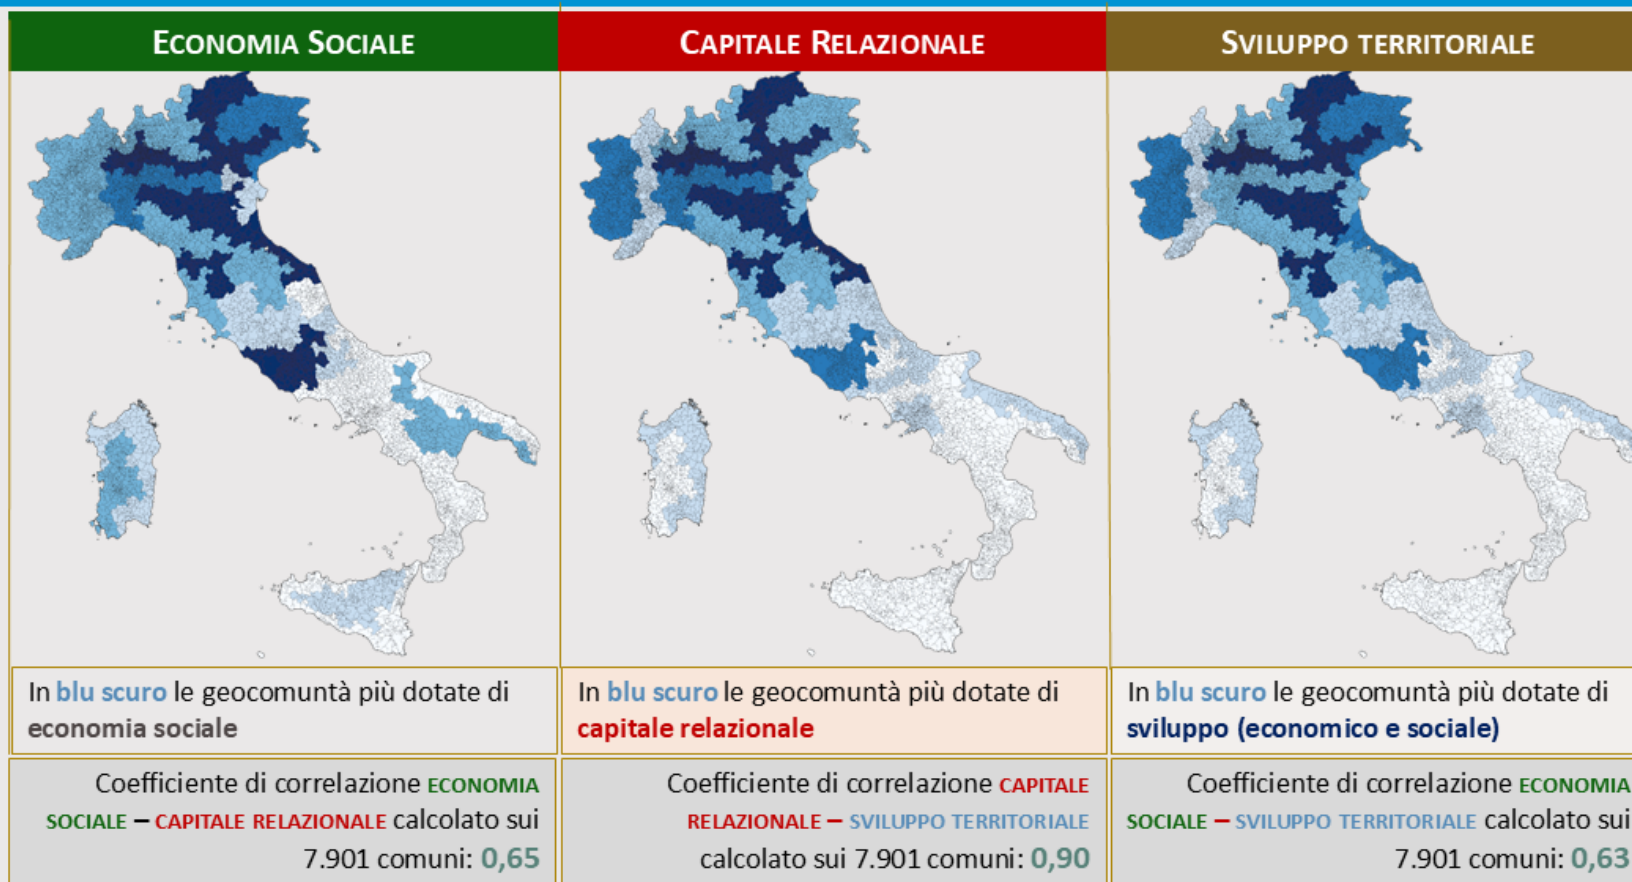 ECONOMIA SOCIALE
CAPITALE RELAZIONALE
SVILUPPO TERRITORIALE
In blu scuro le geocomuntà più dotate di
economia sociale
In blu scuro le geocomuntà più dotate di
capitale relazionale
In blu scuro le geocomuntà più dotate di
sviluppo (economico e sociale)
Coefficiente di correlazione ECONOMIA
SOCIALE – CAPITALE RELAZIONALE calcolato sui
7.901 comuni: 0,65
Coefficiente di correlazione CAPITALE
RELAZIONALE – SVILUPPO TERRITORIALE
calcolato sui 7.901 comuni: 0,90
Coefficiente di correlazione ECONOMIA
SOCIALE – SVILUPPO TERRITORIALE calcolato sui
7.901 comuni: 0,63